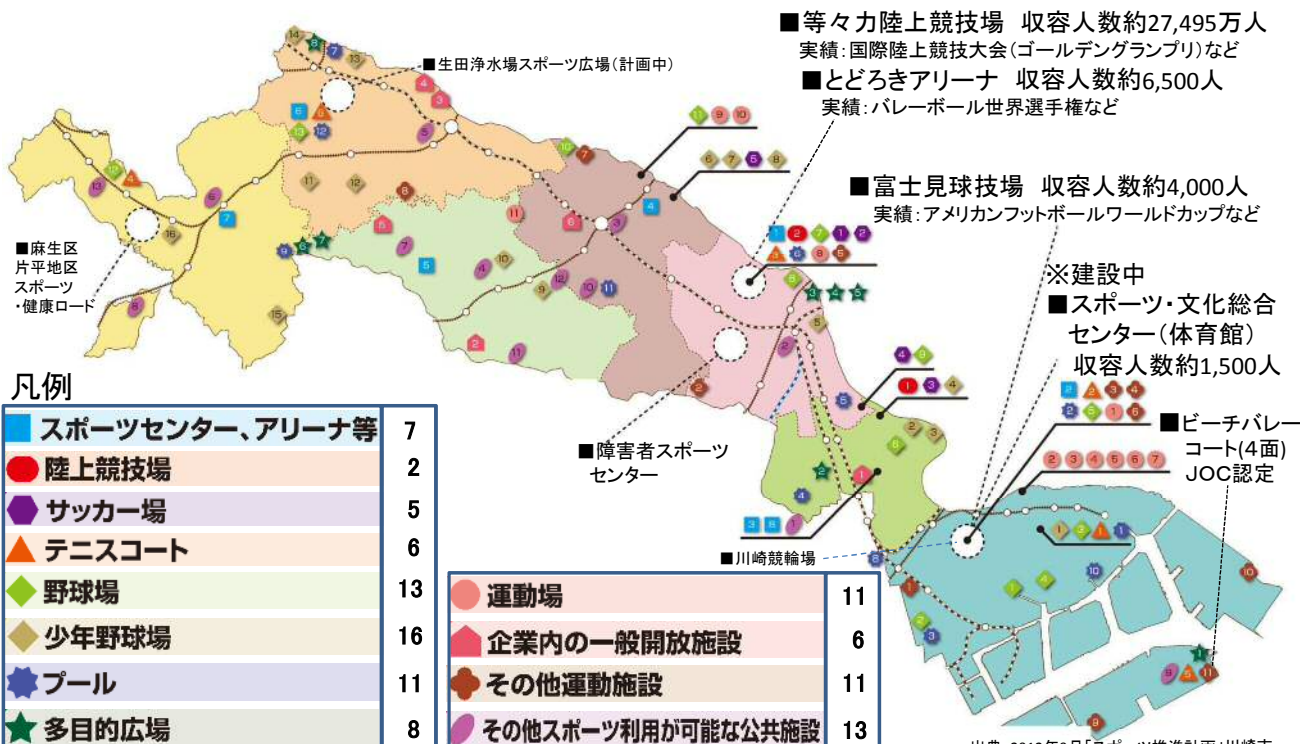 ■等々力陸上競技場 収容人数約27,495万人
実績：国際陸上競技大会（ゴールデングランプリ）など
■とどろきアリーナ 収容人数約6,500人
実績：バレーボール世界選手権など
■生田浄水場スポーツ広場（計画中）
■富士見球技場 収容人数約4,000人
実績：アメリカンフットボールワールドカップなど
■麻生区
片平地区
スポーツ
・健康ロード
※建設中
■スポーツ・文化総合
センター（体育館）
収容人数約1,500人
■ビーチバレー
コート(4面)
JOC認定
■障害者スポーツ
センター
■川崎競輪場
凡例
スポーツセンター、アリーナ等 7
陸上競技場 2
サッカー場 5
テニスコート 6
野球場 13
少年野球場 16
プール 11
多目的広場 8
運動場 11
企業内の一般開放施設 6
その他運動施設 11
その他スポーツ利用が可能な公共施設 13